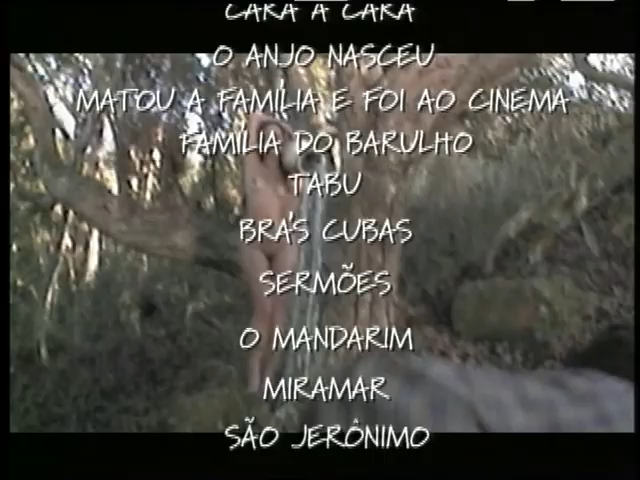 CARA A CARA
O ANJO NASCEU
MATOU A FAMÍLIA E FOI AO CINEMA
FAMÍLIA DO BARULHO
TABU
BRÁS CUBAS
SERMÕES
O MANDARIM
MIRAMAR
SÃO JERÔNIMO